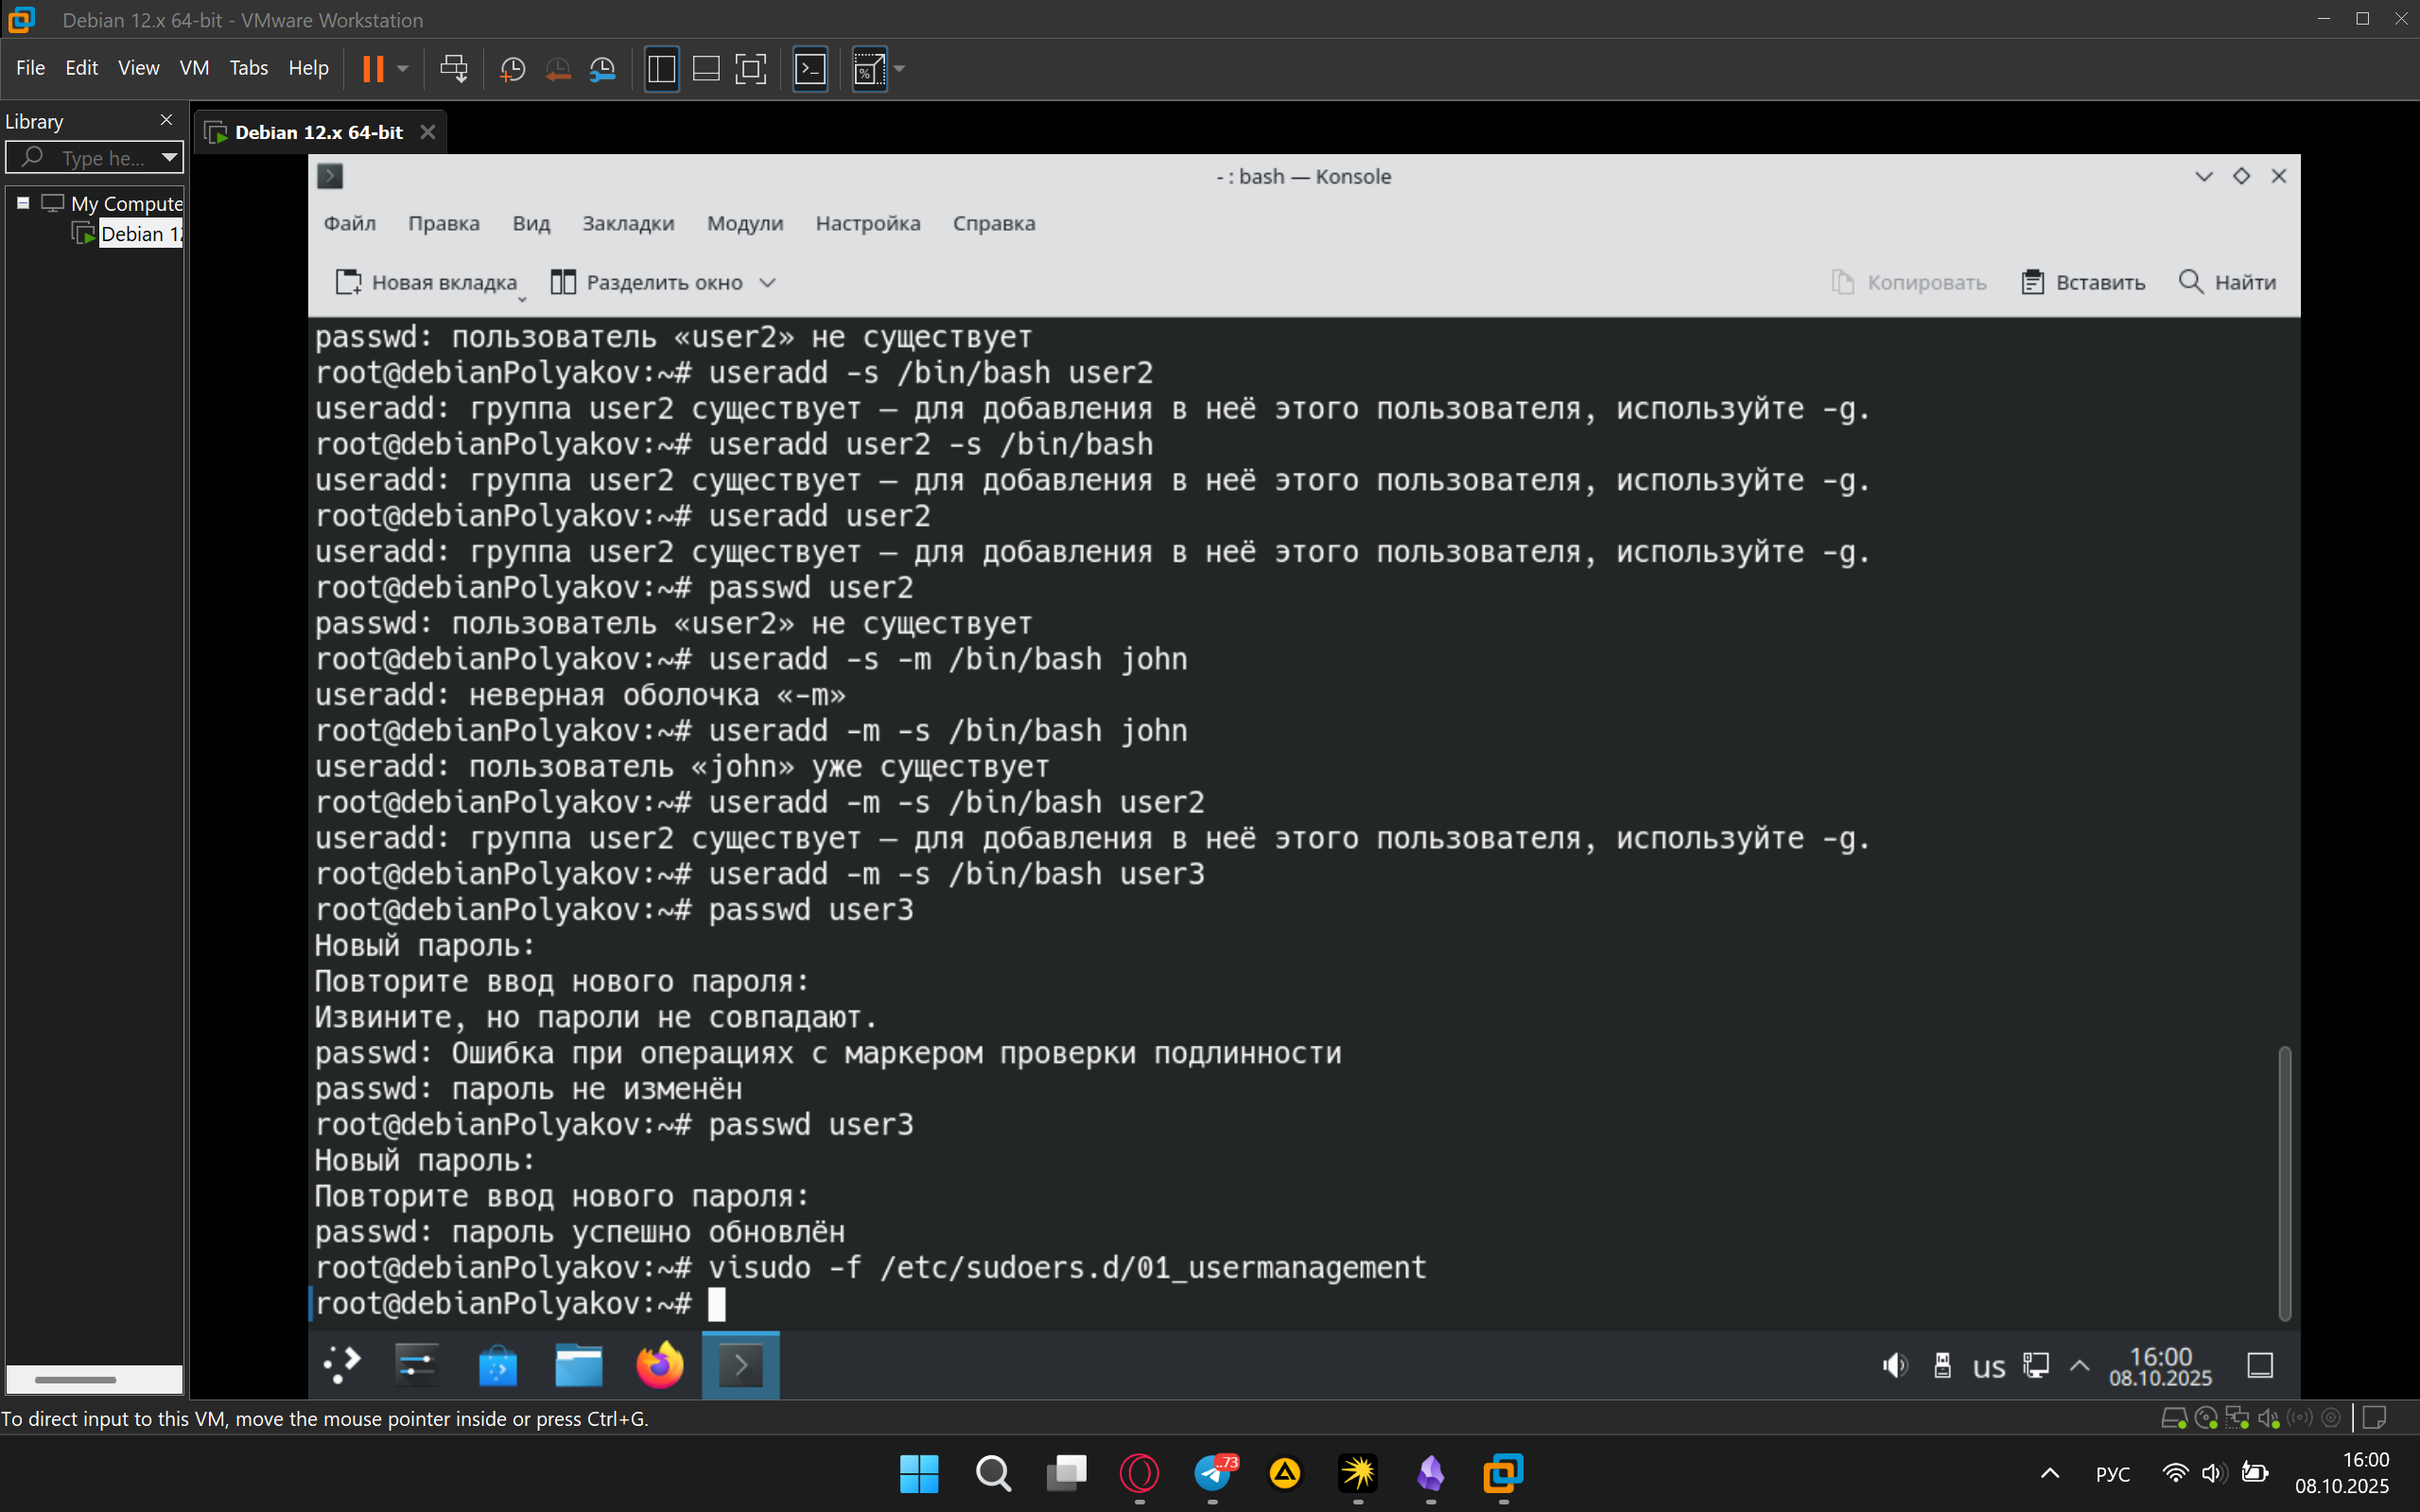 Debian 12.x 64-bit - VMware Workstation
File Edit View VM Tabs Help
Library
Type he...
My Compute
Debian 12
Debian 12.x 64-bit
- : bash — Konsole
Файл Правка Вид Закладки Модули Настройка Справка
Новая вкладка Разделить окно Копировать Вставить Найти
passwd: пользователь «user2» не существует
root@debianPolyakov:~# useradd -s /bin/bash user2
useradd: группа user2 существует — для добавления в неё этого пользователя, используйте -g.
root@debianPolyakov:~# useradd user2 -s /bin/bash
useradd: группа user2 существует — для добавления в неё этого пользователя, используйте -g.
root@debianPolyakov:~# useradd user2
useradd: группа user2 существует — для добавления в неё этого пользователя, используйте -g.
root@debianPolyakov:~# passwd user2
passwd: пользователь «user2» не существует
root@debianPolyakov:~# useradd -s -m /bin/bash john
useradd: неверная оболочка «-m»
root@debianPolyakov:~# useradd -m -s /bin/bash john
useradd: пользователь «john» уже существует
root@debianPolyakov:~# useradd -m -s /bin/bash user2
useradd: группа user2 существует — для добавления в неё этого пользователя, используйте -g.
root@debianPolyakov:~# useradd -m -s /bin/bash user3
root@debianPolyakov:~# passwd user3
Новый пароль:
Повторите ввод нового пароля:
Извините, но пароли не совпадают.
passwd: Ошибка при операциях с маркером проверки подлинности
passwd: пароль не изменён
root@debianPolyakov:~# passwd user3
Новый пароль:
Повторите ввод нового пароля:
passwd: пароль успешно обновлён
root@debianPolyakov:~# visudo -f /etc/sudoers.d/01_usermanagement
root@debianPolyakov:~#
us
16:00
08.10.2025
To direct input to this VM, move the mouse pointer inside or press Ctrl+G.
..73
РУС
16:00
08.10.2025